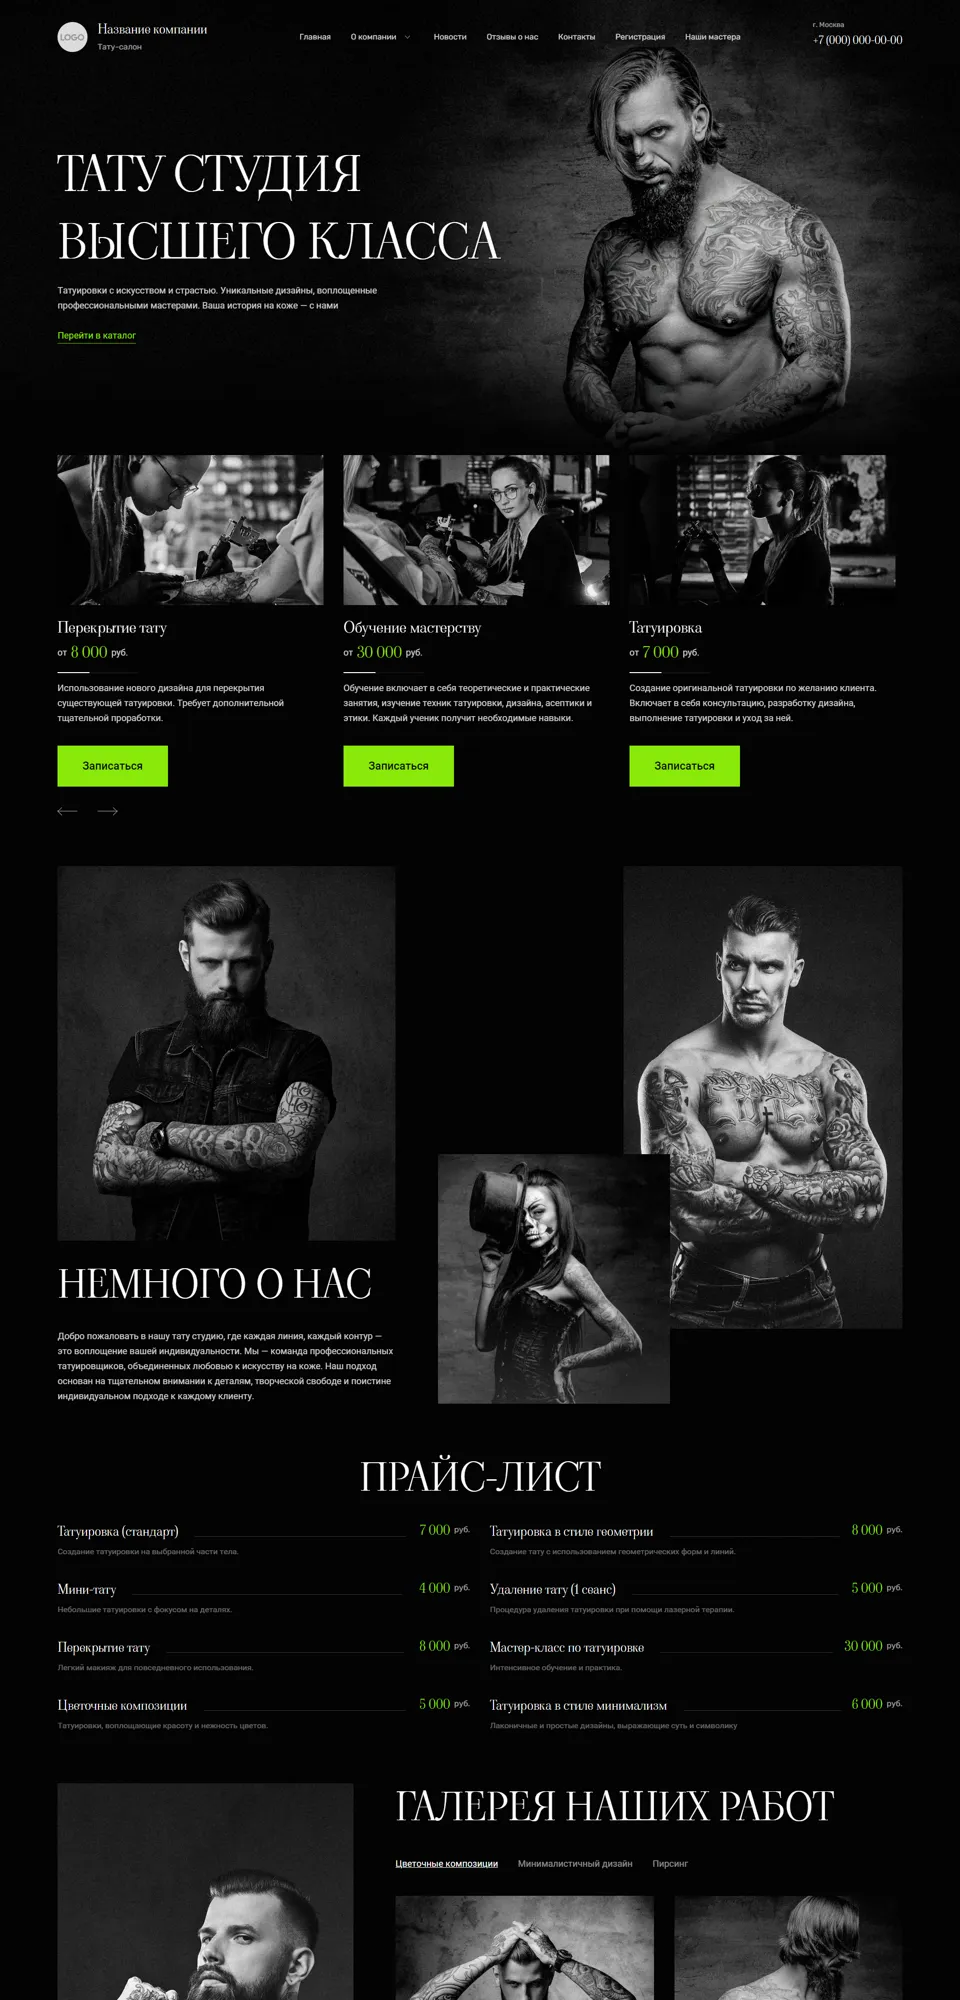 LOGO
Название компании
Тату-салон
Главная
О компании
Новости
Отзывы о нас
Контакты
Регистрация
Наши мастера
г. Москва
+7 (000) 000-00-00
ТАТУ СТУДИЯ
ВЫСШЕГО КЛАССА
Татуировки с искусством и страстью. Уникальные дизайны, воплощенные
профессиональными мастерами. Ваша история на коже — с нами
Перейти в каталог
Перекрытие тату
от 8 000 руб.
Использование нового дизайна для перекрытия
существующей татуировки. Требует дополнительной
тщательной проработки.
Записаться
Обучение мастерству
от 30 000 руб.
Обучение включает в себя теоретические и практические
занятия, изучение техник татуировки, дизайна, асептики и
этики. Каждый ученик получит необходимые навыки.
Записаться
Татуировка
от 7 000 руб.
Создание оригинальной татуировки по желанию клиента.
Включает в себя консультацию, разработку дизайна,
выполнение татуировки и уход за ней.
Записаться
НЕМНОГО О НАС
Добро пожаловать в нашу тату студию, где каждая линия, каждый контур —
это воплощение вашей индивидуальности. Мы — команда профессиональных
татуировщиков, объединенных любовью к искусству на коже. Наш подход
основан на тщательном внимании к деталям, творческой свободе и поистине
индивидуальном подходе к каждому клиенту.
ПРАЙС-ЛИСТ
Татуировка (стандарт) 7 000 руб.
Создание татуировки на выбранной части тела.
Мини-тату 4 000 руб.
Небольшие татуировки с фокусом на деталях.
Перекрытие тату 8 000 руб.
Легкий макияж для повседневного использования.
Цветочные композиции 5 000 руб.
Татуировки, воплощающие красоту и нежность цветов.
Татуировка в стиле геометрии 8 000 руб.
Создание тату с использованием геометрических форм и линий.
Удаление тату (1 сеанс) 5 000 руб.
Процедура удаления татуировки при помощи лазерной терапии.
Мастер-класс по татуировке 30 000 руб.
Интенсивное обучение и практика.
Татуировка в стиле минимализм 6 000 руб.
Лаконичные и простые дизайны, выражающие суть и символику
ГАЛЕРЕЯ НАШИХ РАБОТ
Цветочные композиции
Минималистичный дизайн
Пирсинг